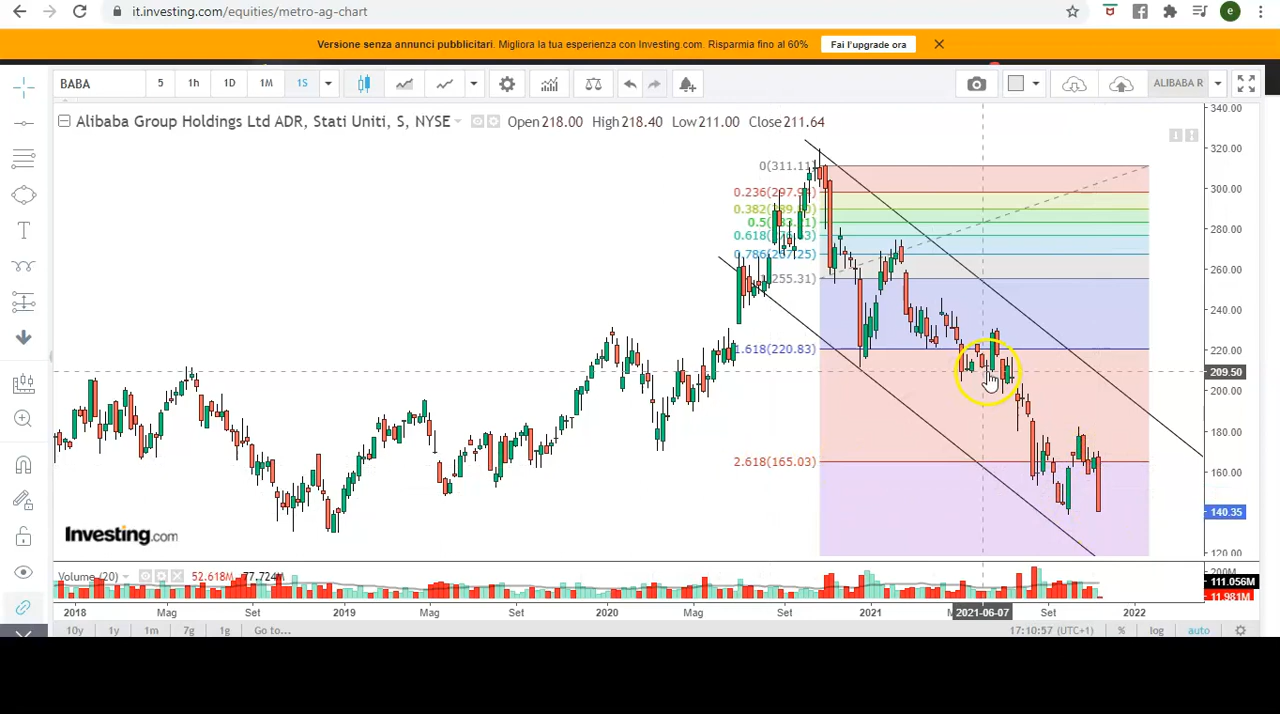 it.investing.com/equities/metro-ag-chart
Versione senza annunci pubblicitari. Migliora la tua esperienza con Investing.com. Risparmia fino al 60% Fai l'upgrade ora
BABA 5 1h 1D 1M 1S ALIBABA R
Alibaba Group Holdings Ltd ADR, Stati Uniti, S, NYSE Open 218.00 High 218.40 Low 211.00 Close 211.64
340.00
320.00
300.00
280.00
260.00
240.00
220.00
209.50
200.00
180.00
160.00
140.35
120.00
0(311.11)
0.236
0.382
0.5
0.618
0.786
255.31)
1.618(220.83)
2.618(165.03)
Investing.com
Volume (20) 52.618M 77.724M
200M
111.056M
11.981M
2018 Mag Set 2019 Mag Set 2020 Mag Set 2021 2021-06-07 Set 2022
10y 1y 1m 7g 1g Go to... 17:10:57 (UTC+1) % log auto